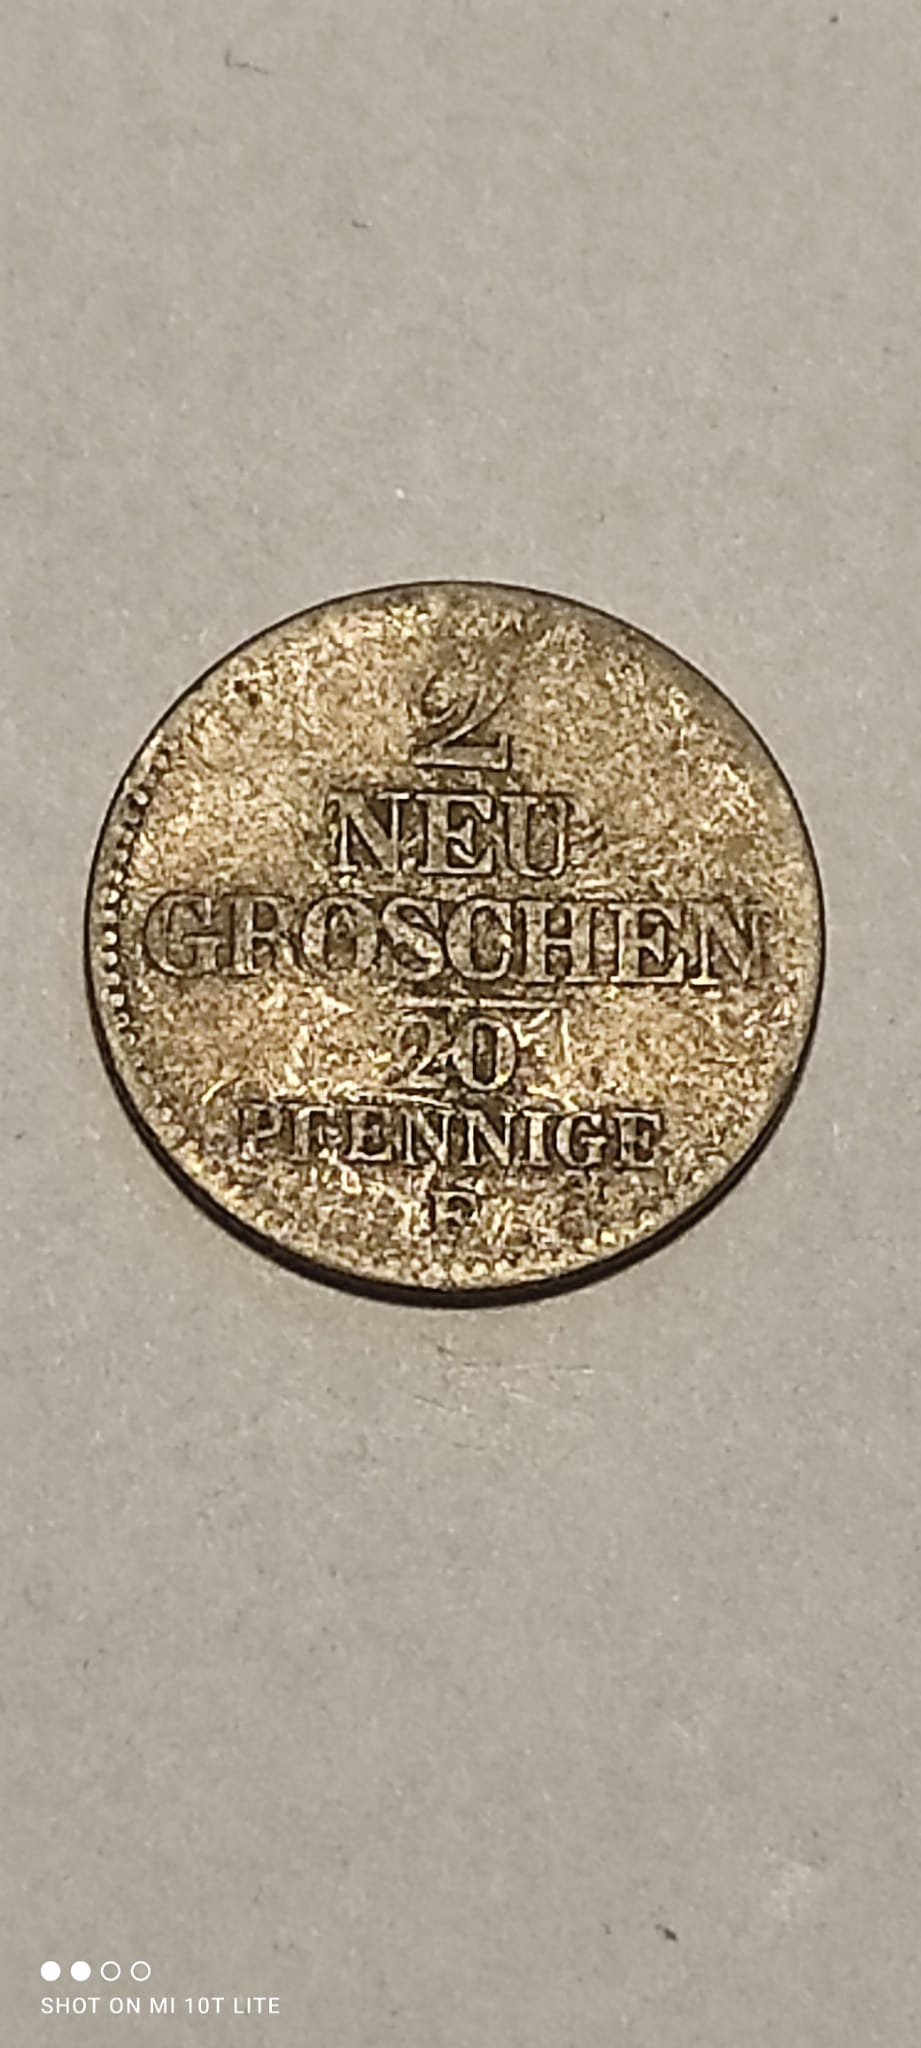 2
NEU
GROSCHEN
20
PFENNIGE
F
SHOT ON MI 10T LITE